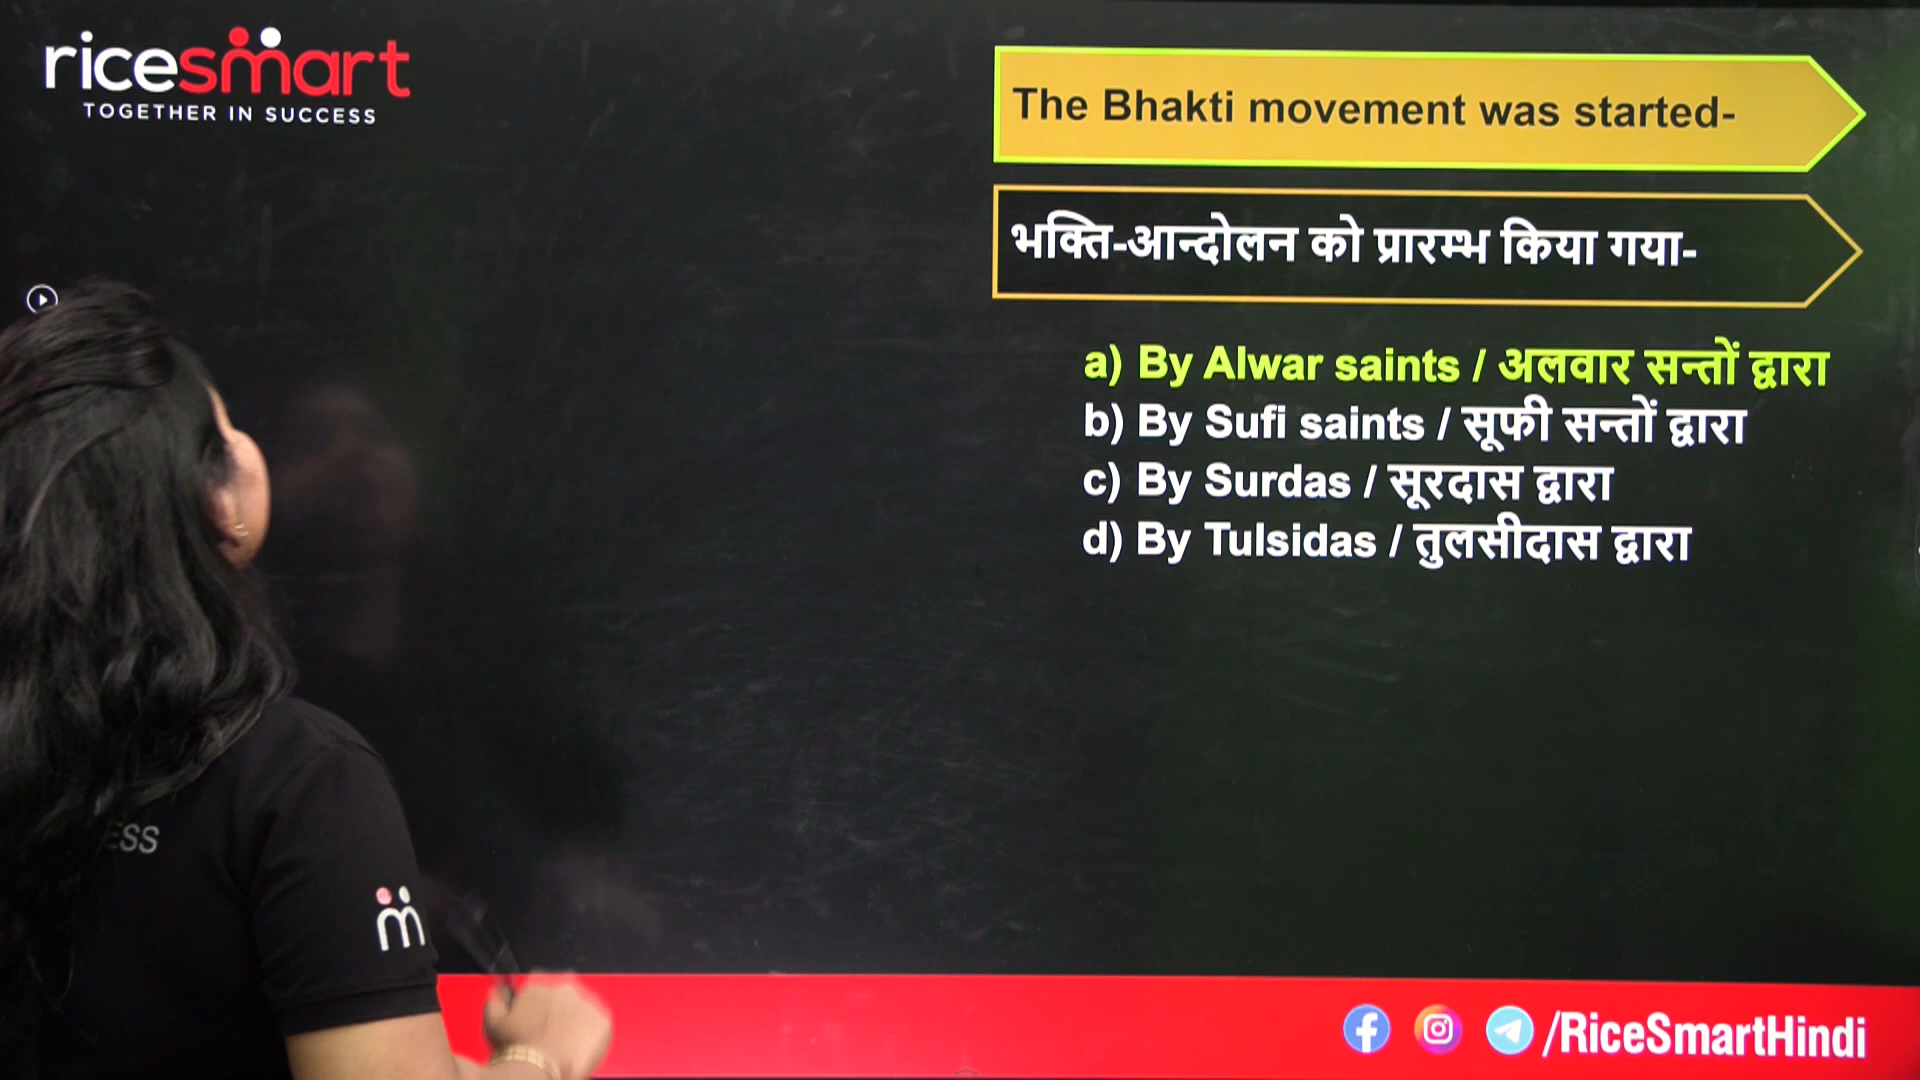 ricesmart
TOGETHER IN SUCCESS
The Bhakti movement was started-
भक्ति-आन्दोलन को प्रारम्भ किया गया-
a) By Alwar saints / अलवार सन्तों द्वारा
b) By Sufi saints / सूफी सन्तों द्वारा
c) By Surdas / सूरदास द्वारा
d) By Tulsidas / तुलसीदास द्वारा
ESS
/RiceSmartHindi